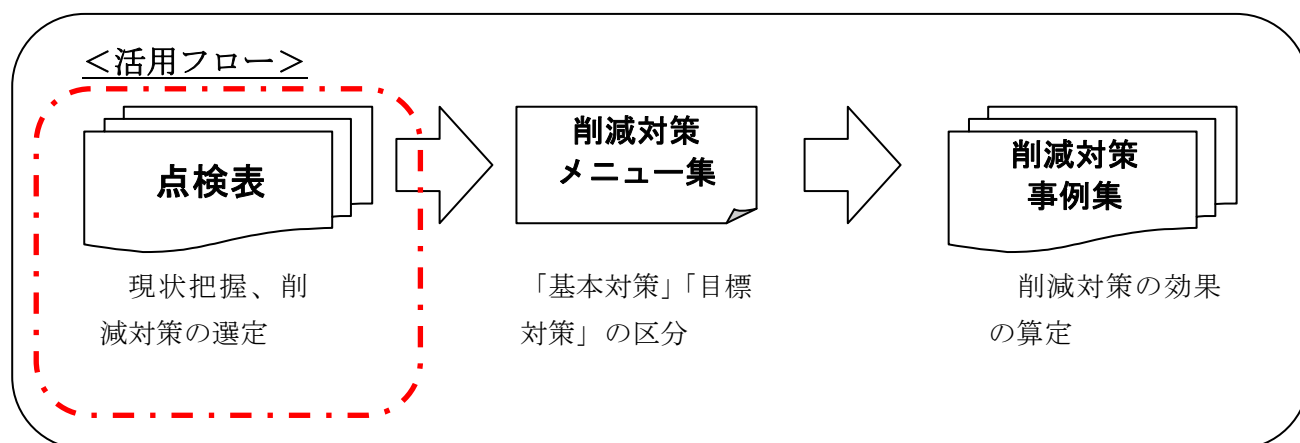 ＜活用フロー＞
点検表
現状把握、削
減対策の選定
削減対策
メニュー集
「基本対策」「目標
対策」の区分
削減対策
事例集
削減対策の効果
の算定